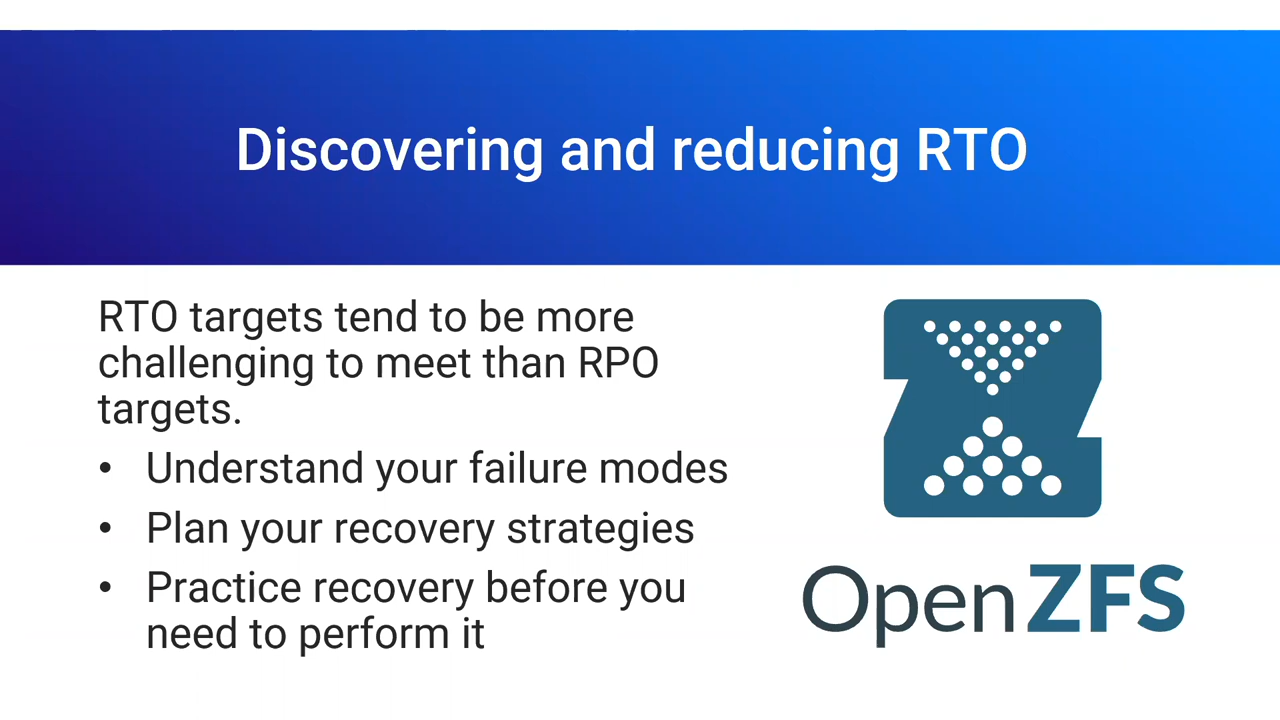 Discovering and reducing RTO
RTO targets tend to be more
challenging to meet than RPO
targets.
• Understand your failure modes
• Plan your recovery strategies
• Practice recovery before you
need to perform it
OpenZFS